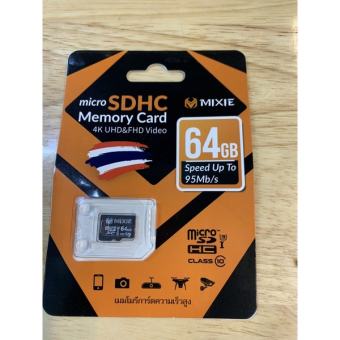 micro SDHC
Memory Card
4K UHD&FHD Video
MIXIE
64GB
Speed Up To
95Mb/s
MIXIE
micro
64GB
micro
SD
HC
CLASS 10
เมมโมรี่การ์ดความเร็วสูง